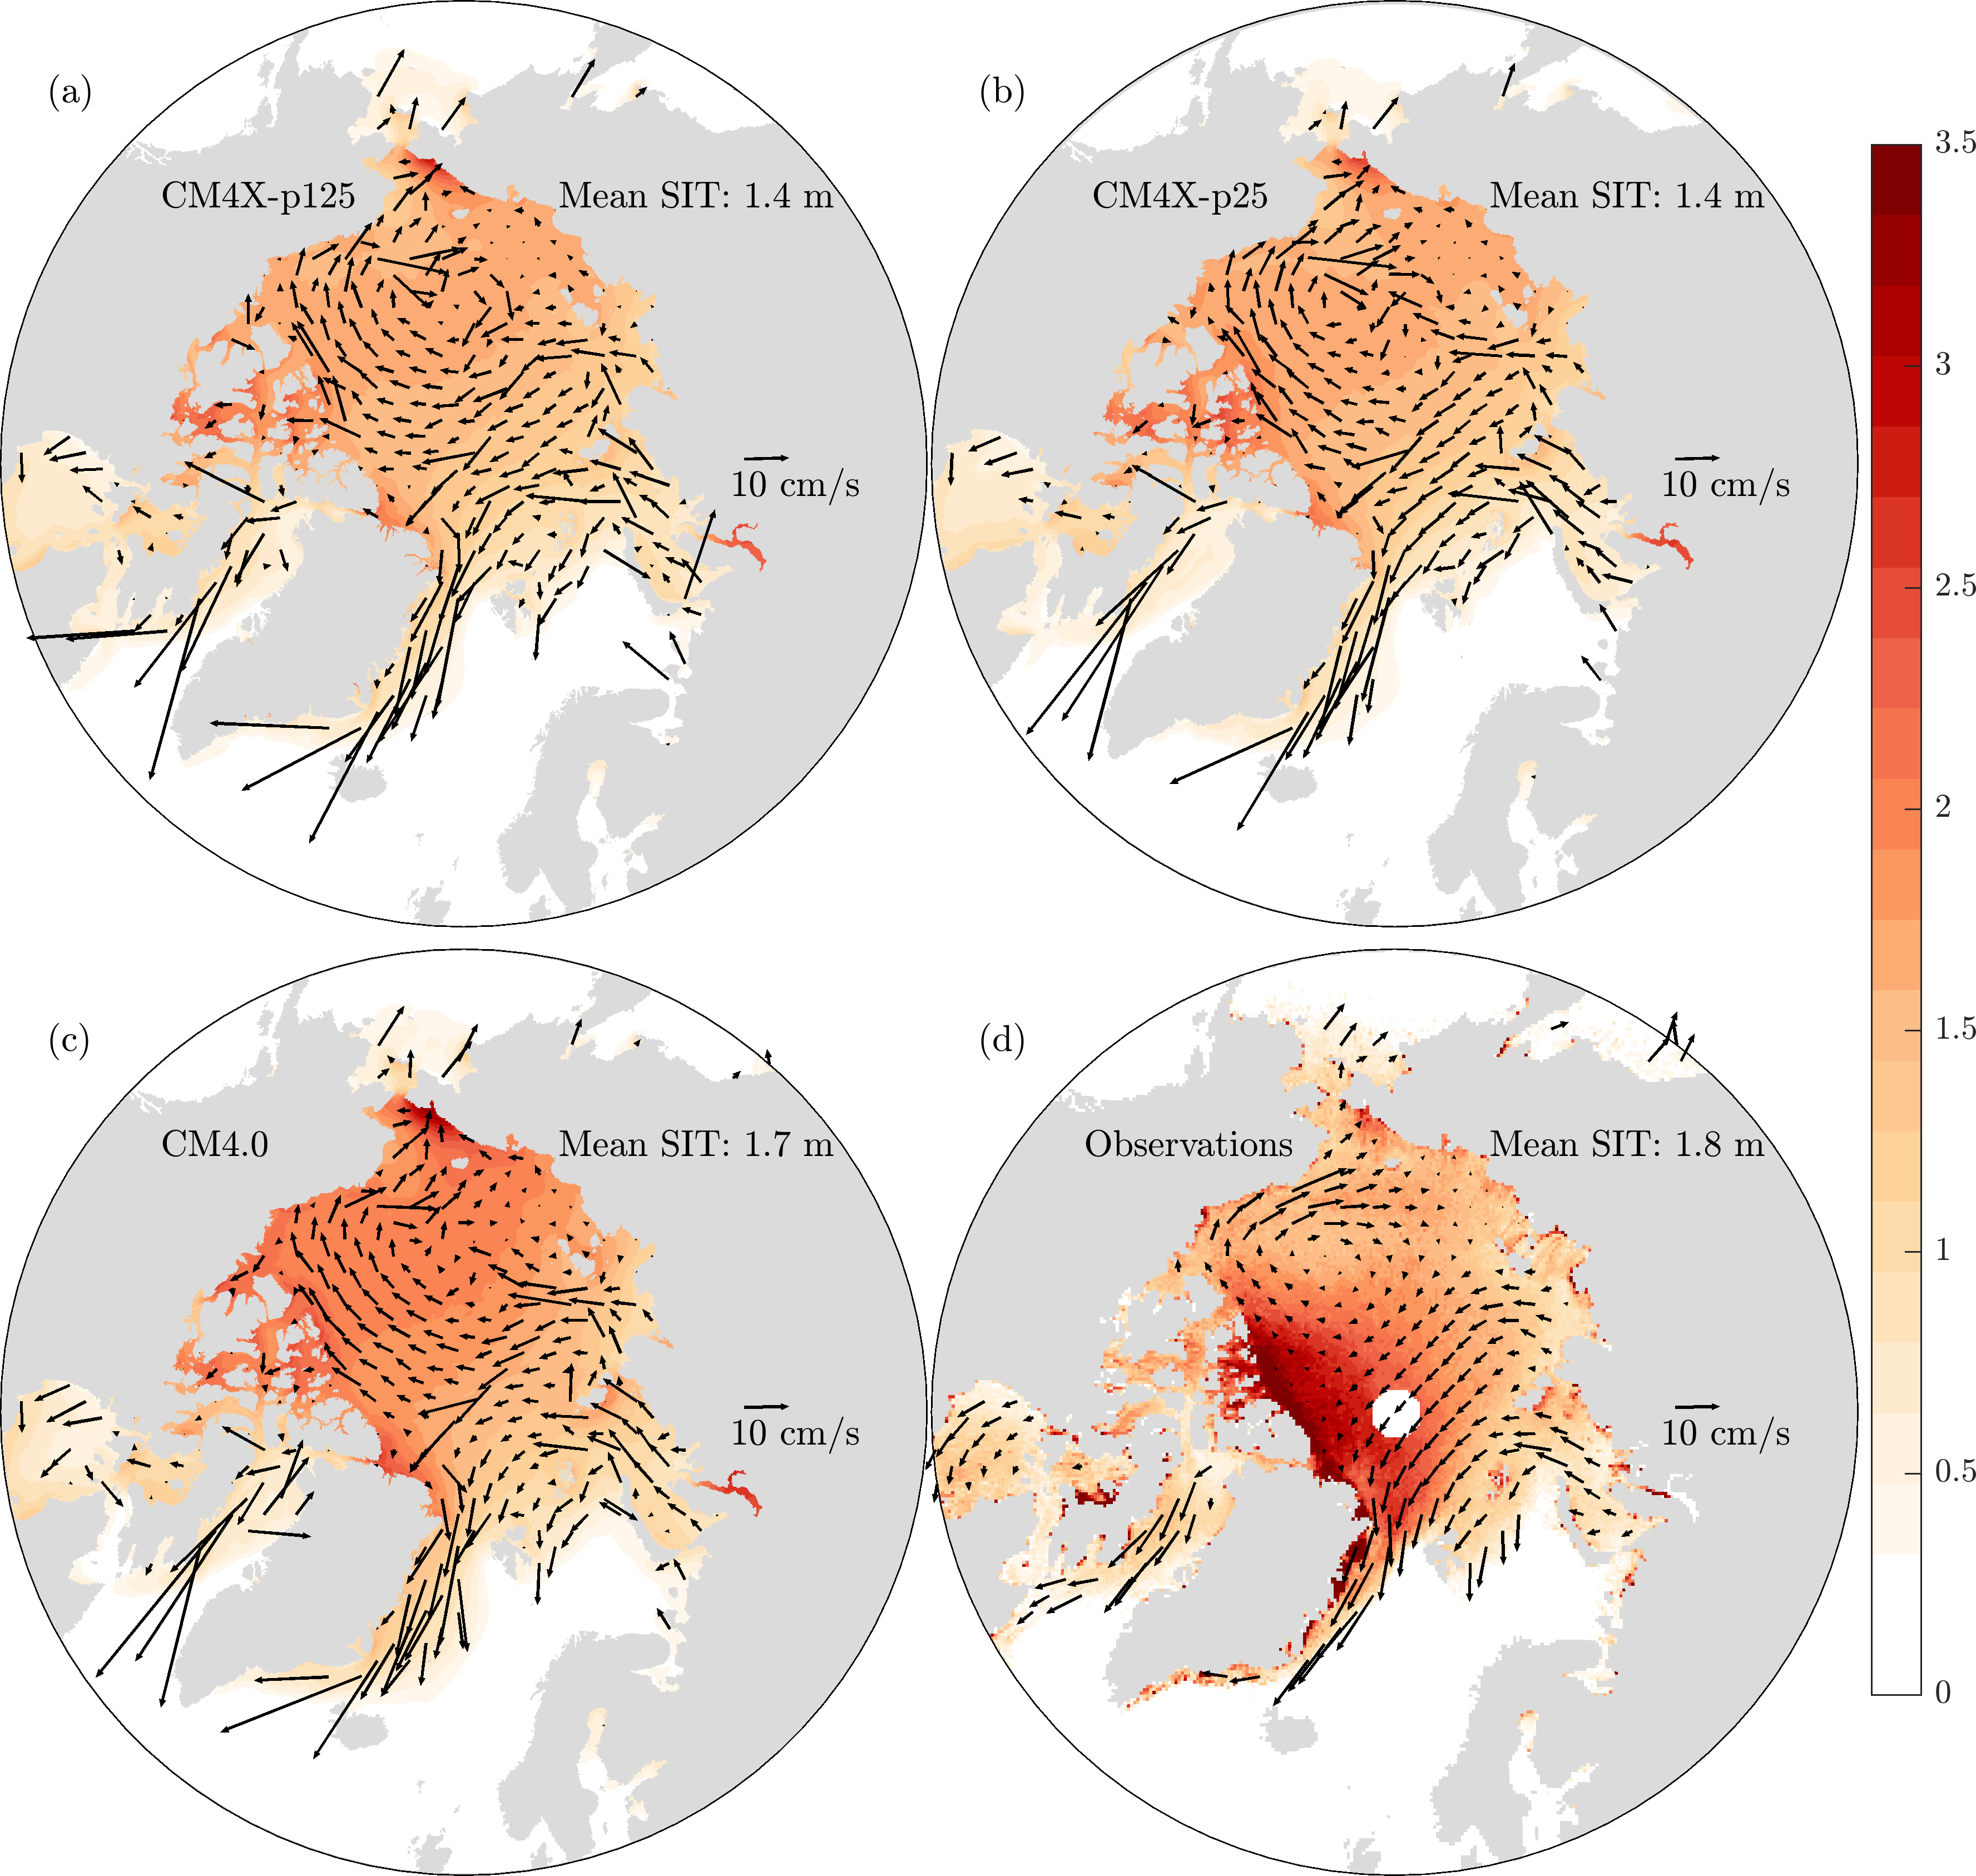 (a)
CM4X-p125
Mean SIT: 1.4 m
10 cm/s
(b)
CM4X-p25
Mean SIT: 1.4 m
10 cm/s
(c)
CM4.0
Mean SIT: 1.7 m
10 cm/s
(d)
Observations
Mean SIT: 1.8 m
10 cm/s
3.5
3
2.5
2
1.5
1
0.5
0